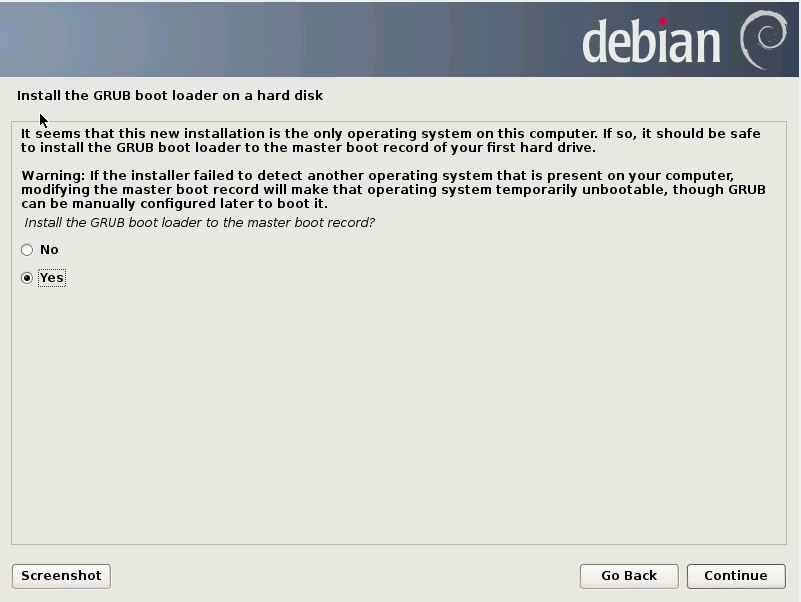 debian
Install the GRUB boot loader on a hard disk
It seems that this new installation is the only operating system on this computer. If so, it should be safe
to install the GRUB boot loader to the master boot record of your first hard drive.
Warning: If the installer failed to detect another operating system that is present on your computer,
modifying the master boot record will make that operating system temporarily unbootable, though GRUB
can be manually configured later to boot it.
Install the GRUB boot loader to the master boot record?
No
Yes
Screenshot
Go Back
Continue